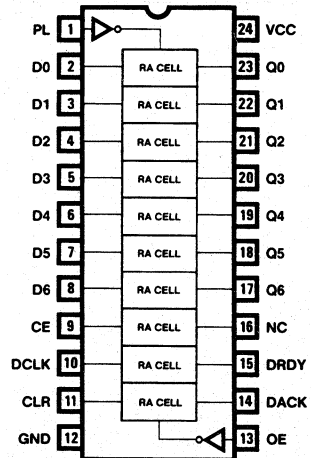 PL 1 24 VCC
D0 2 RA CELL 23 Q0
D1 3 RA CELL 22 Q1
D2 4 RA CELL 21 Q2
D3 5 RA CELL 20 Q3
D4 6 RA CELL 19 Q4
D5 7 RA CELL 18 Q5
D6 8 RA CELL 17 Q6
CE 9 RA CELL 16 NC
DCLK 10 RA CELL 15 DRDY
CLR 11 RA CELL 14 DACK
GND 12 13 OE